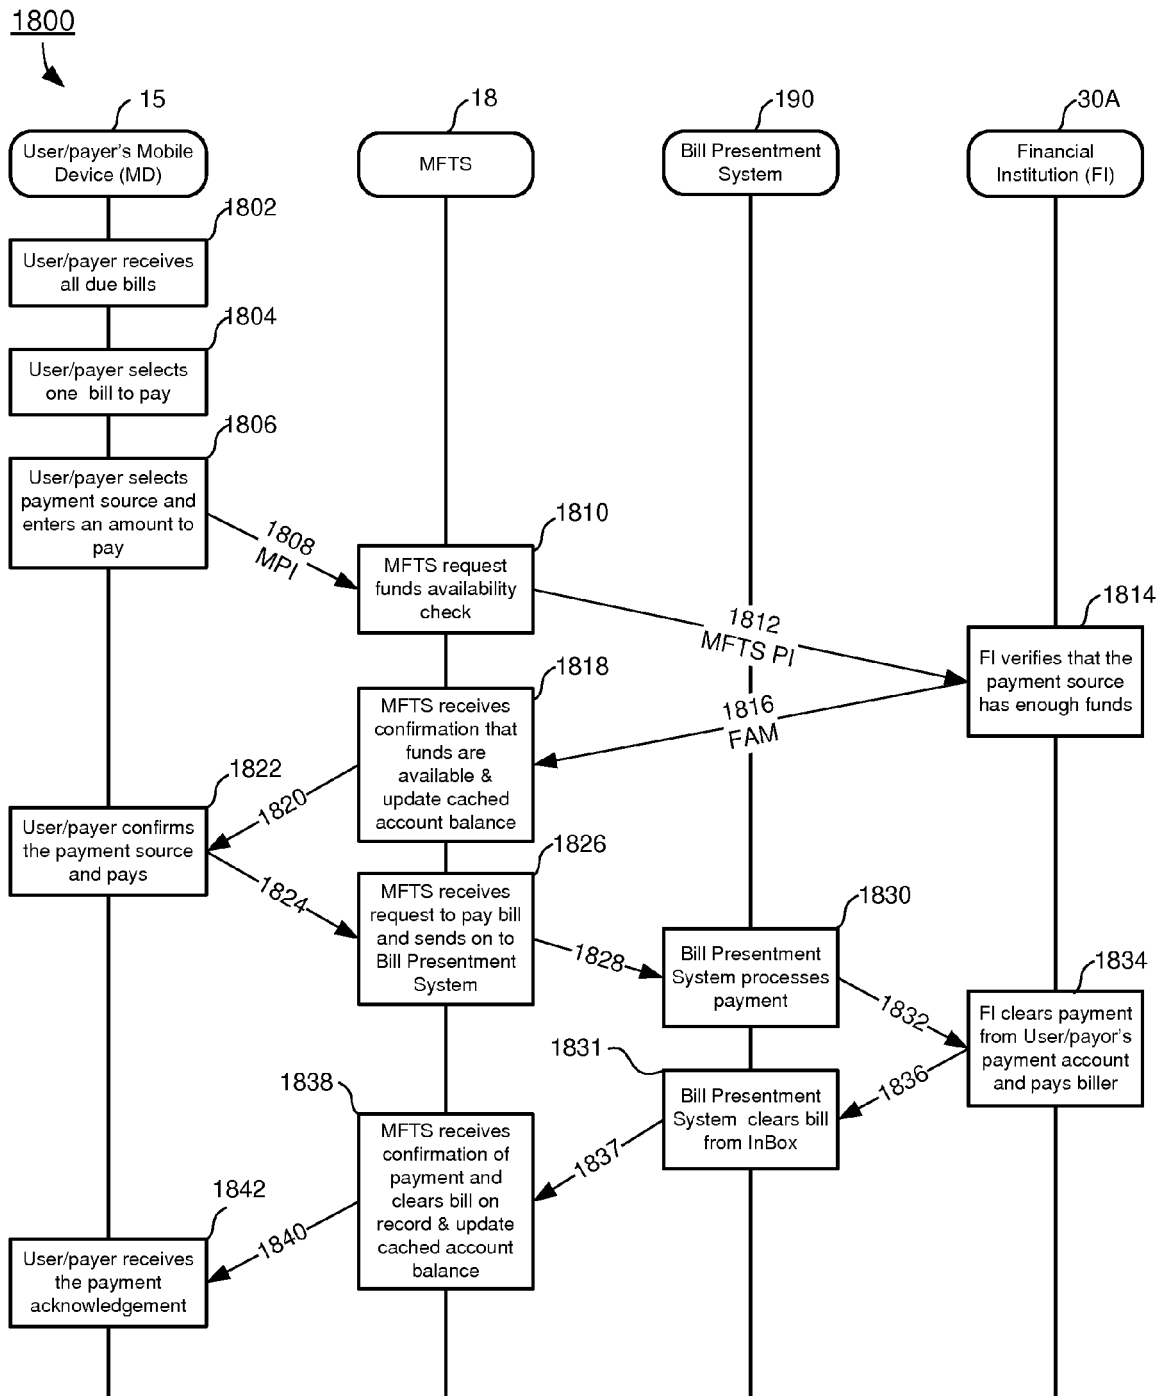 1800
15
18
190
30A
User/payer's Mobile
Device (MD)
MFTS
Bill Presentment
System
Financial
Institution (FI)
1802
User/payer receives
all due bills
1804
User/payer selects
one bill to pay
1806
User/payer selects
payment source and
enters an amount to
pay
1808
MPI
1810
MFTS request
funds availability
check
1812
MFTS PI
1814
FI verifies that the
payment source
has enough funds
1816
FAM
1818
MFTS receives
confirmation that
funds are
available &
update cached
account balance
1820
1822
User/payer confirms
the payment source
and pays
1824
1826
MFTS receives
request to pay bill
and sends on to
Bill Presentment
System
1828
1830
Bill Presentment
System processes
payment
1832
1834
FI clears payment
from User/payor's
payment account
and pays biller
1836
1831
Bill Presentment
System clears bill
from InBox
1837
1838
MFTS receives
confirmation of
payment and
clears bill on
record & update
cached account
balance
1840
1842
User/payer receives
the payment
acknowledgement